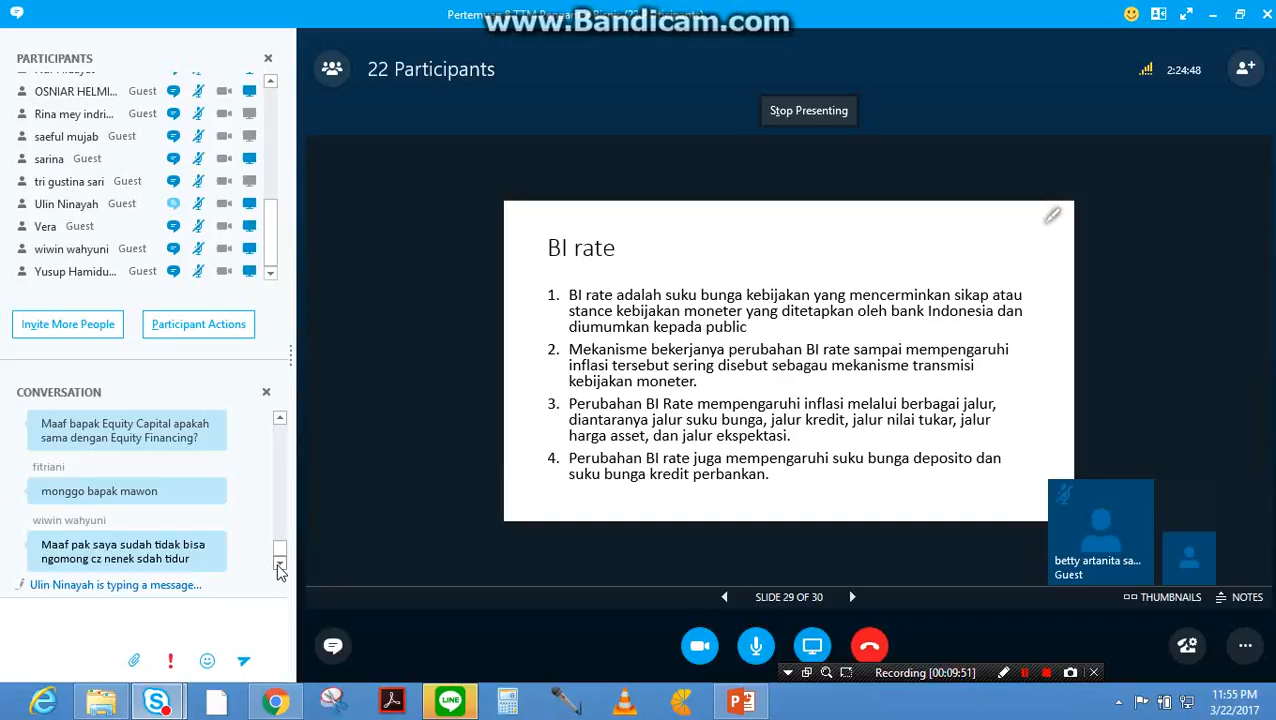 www.Bandicam.com
PARTICIPANTS
22 Participants
2:24:48
Stop Presenting
OSNIAR HELMI... Guest
Rina mey indri... Guest
saeful mujab Guest
sarina Guest
tri gustina sari Guest
Ulin Ninayah Guest
Vera Guest
wiwin wahyuni Guest
Yusup Hamidu... Guest
Invite More People
Participant Actions
BI rate
1. BI rate adalah suku bunga kebijakan yang mencerminkan sikap atau
stance kebijakan moneter yang ditetapkan oleh bank Indonesia dan
diumumkan kepada public
2. Mekanisme bekerjanya perubahan BI rate sampai mempengaruhi
inflasi tersebut sering disebut sebagau mekanisme transmisi
kebijakan moneter.
3. Perubahan BI Rate mempengaruhi inflasi melalui berbagai jalur,
diantaranya jalur suku bunga, jalur kredit, jalur nilai tukar, jalur
harga asset, dan jalur ekspektasi.
4. Perubahan BI rate juga mempengaruhi suku bunga deposito dan
suku bunga kredit perbankan.
CONVERSATION
Maaf bapak Equity Capital apakah
sama dengan Equity Financing?
fitriani
monggo bapak mawon
wiwin wahyuni
Maaf pak saya sudah tidak bisa
ngomong cz nenek sdah tidur
Ulin Ninayah is typing a message...
betty artanita sa...
Guest
SLIDE 29 OF 30
THUMBNAILS
NOTES
Recording [00:09:51]
LINE
11:55 PM
3/22/2017